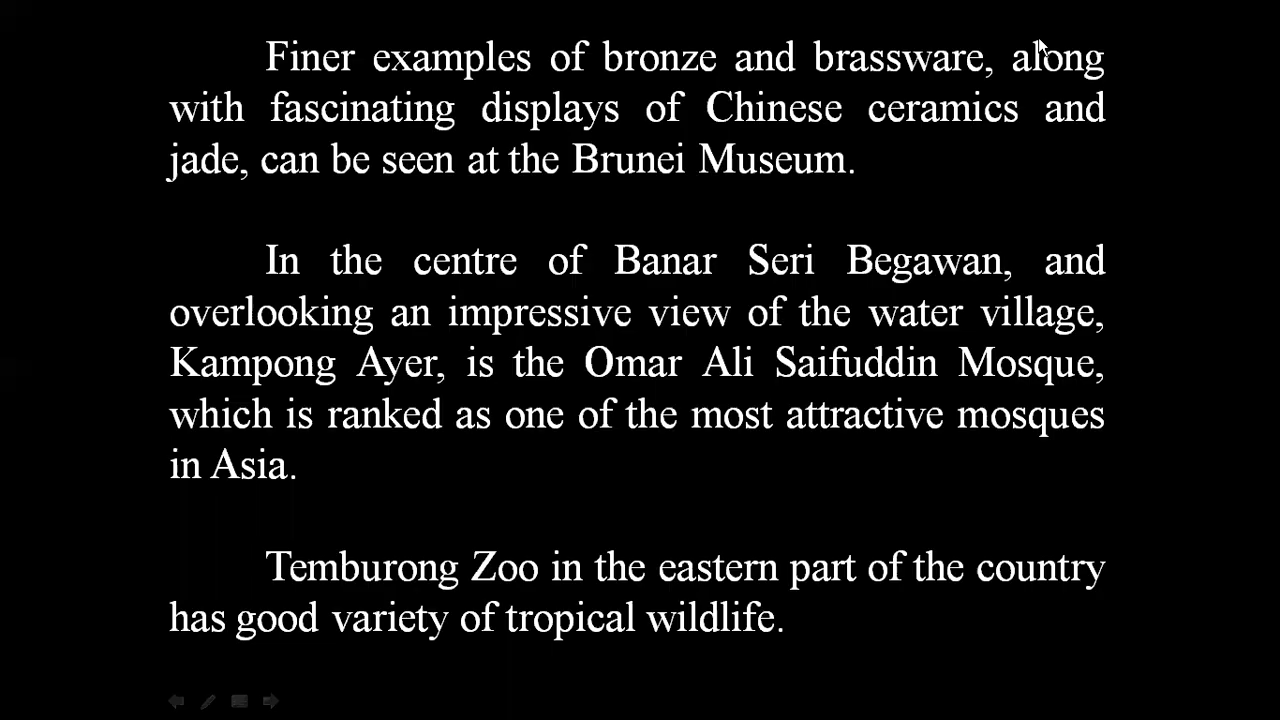 Finer examples of bronze and brassware, along
with fascinating displays of Chinese ceramics and
jade, can be seen at the Brunei Museum.
In the centre of Banar Seri Begawan, and
overlooking an impressive view of the water village,
Kampong Ayer, is the Omar Ali Saifuddin Mosque,
which is ranked as one of the most attractive mosques
in Asia.
Temburong Zoo in the eastern part of the country
has good variety of tropical wildlife.